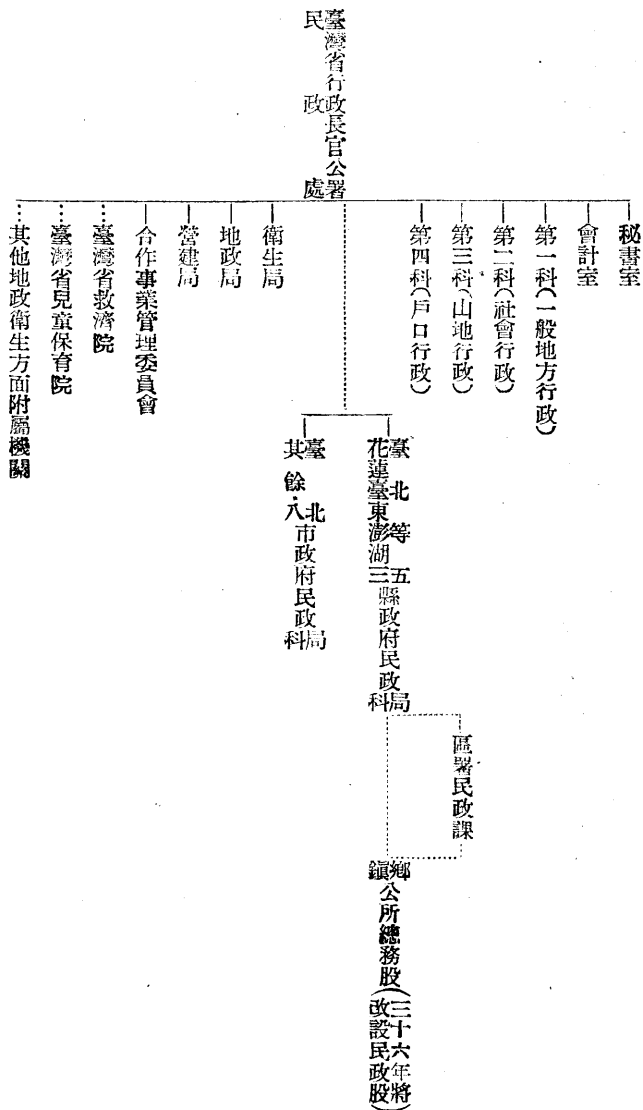 臺灣省行政長官公署
民政處
秘書室
會計室
第一科(一般地方行政)
第二科(社會行政)
第三科(山地行政)
第四科(戶口行政)
衛生局
地政局
營建局
合作事業管理委員會
臺灣省救濟院
臺灣省兒童保育院
其他地政衛生方面附屬機關
臺北等五縣政府民政局
花蓮臺東澎湖三縣政府民政科
臺北市政府民政局
其餘八市政府民政科
區署民政課
鄉鎮公所總務股(三十六年將改設民政股)